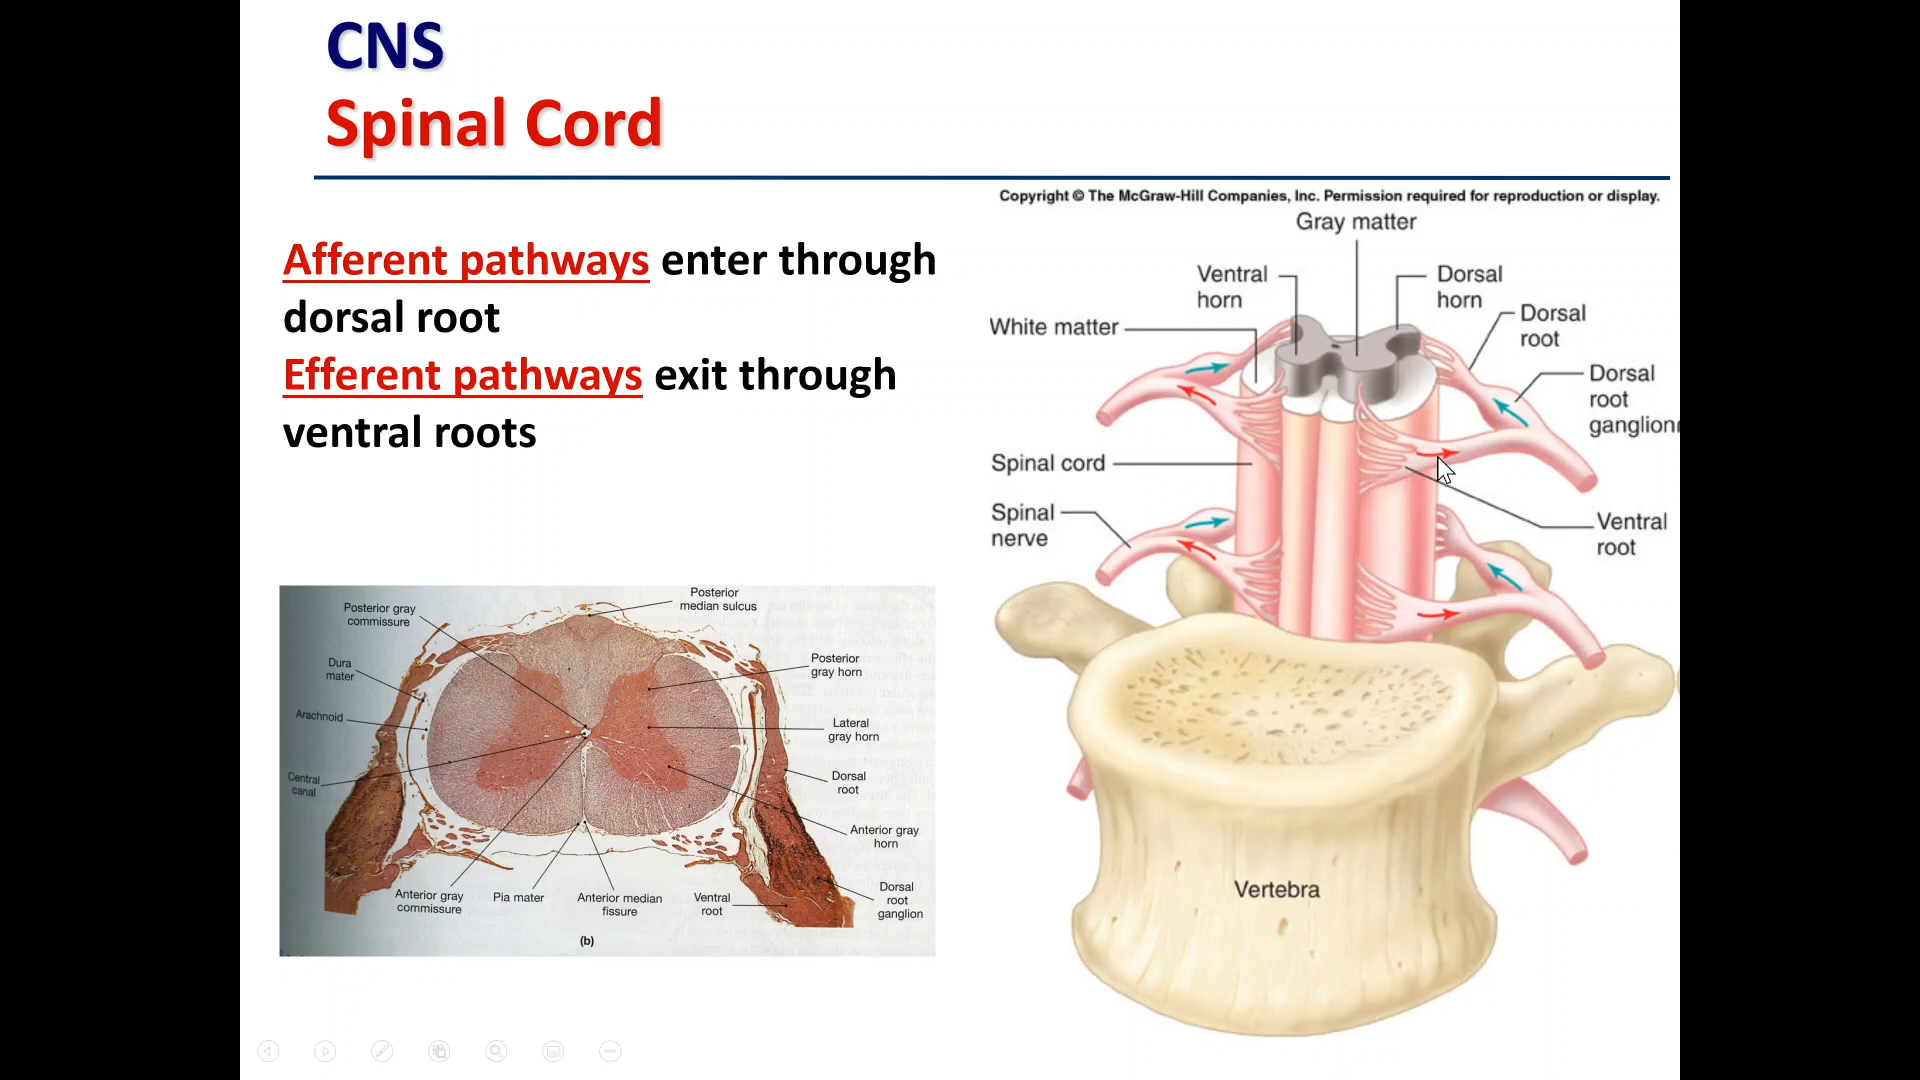 CNS
Spinal Cord
Afferent pathways enter through
dorsal root
Efferent pathways exit through
ventral roots
Copyright © The McGraw-Hill Companies, Inc. Permission required for reproduction or display.
Gray matter
Ventral
horn
Dorsal
horn
White matter
Dorsal
root
Dorsal
root
ganglion
Spinal cord
Spinal
nerve
Ventral
root
Vertebra
Posterior
median sulcus
Posterior gray
commissure
Dura
mater
Posterior
gray horn
Arachnoid
Lateral
gray horn
Central
canal
Dorsal
root
Anterior gray
horn
Anterior gray
commissure
Pia mater
Anterior median
fissure
Ventral
root
Dorsal
root
ganglion
(b)